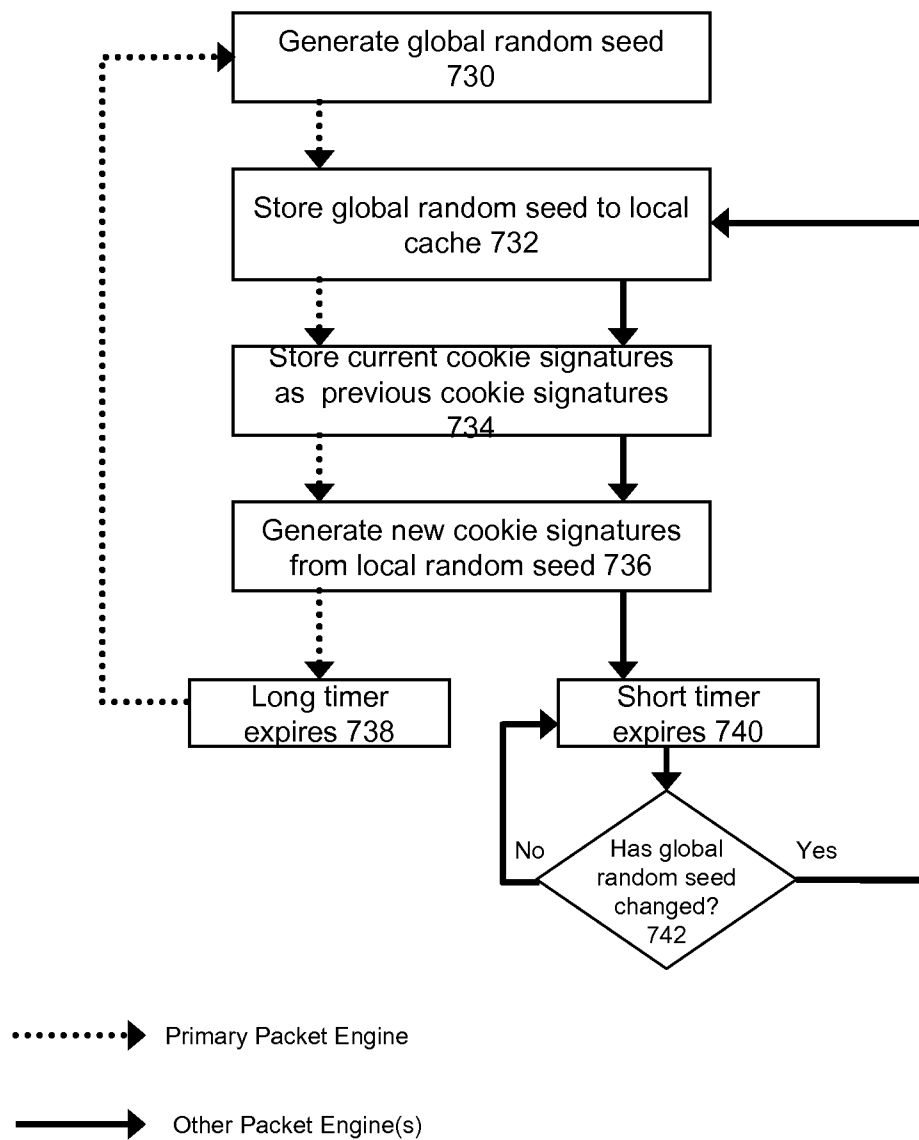 Generate global random seed
730
Store global random seed to local
cache 732
Store current cookie signatures
as previous cookie signatures
734
Generate new cookie signatures
from local random seed 736
Long timer
expires 738
Short timer
expires 740
No
Has global
random seed
changed?
742
Yes
Primary Packet Engine
Other Packet Engine(s)